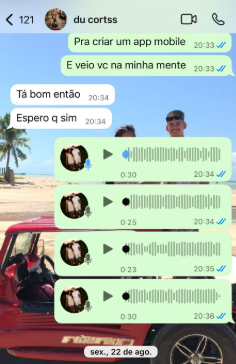 121
du cortss
Pra criar um app mobile 20:33
E veio vc na minha mente 20:33
Tá bom então 20:34
Espero q sim 20:34
0:30 20:34
0:25 20:34
0:23 20:35
0:30 20:36
sex., 22 de ago.